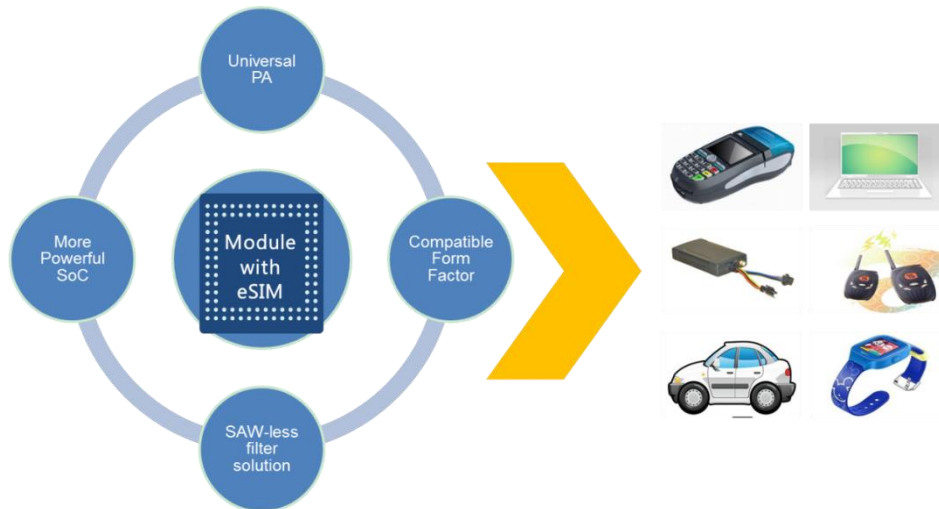 Universal
PA
More
Powerful
SoC
Module
with
eSIM
Compatible
Form
Factor
SAW-less
filter
solution